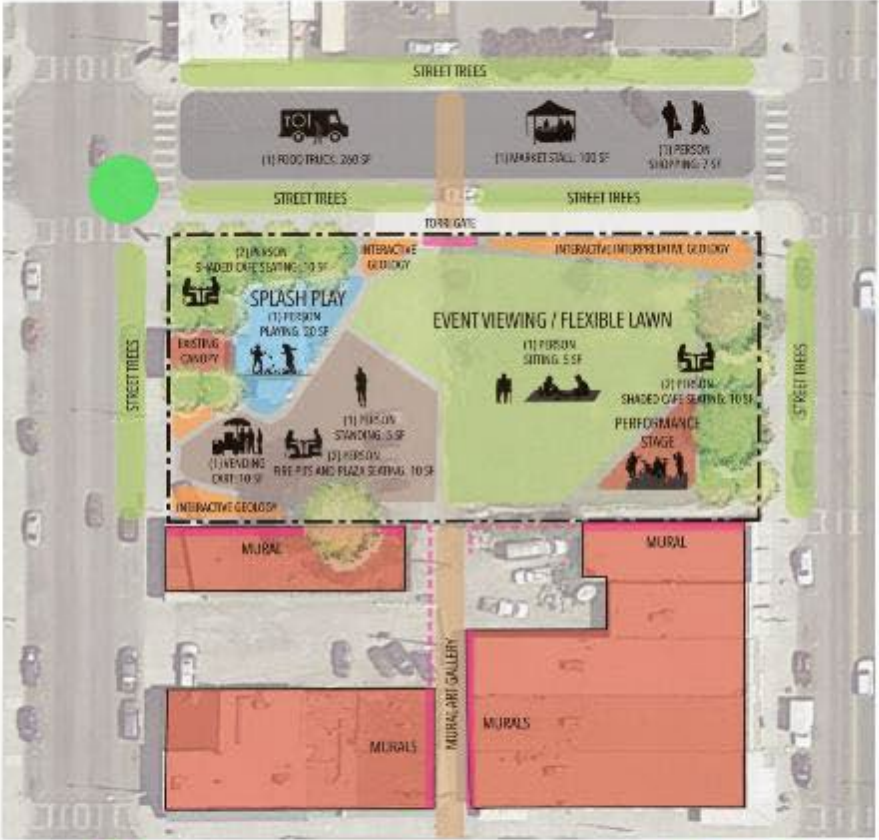 STREET TREES
(1) FOOD TRUCK: 260 SF
(1) MARKET STALL: 100 SF
(1) PERSON
SHOPPING: 7 SF
STREET TREES
STREET TREES
TORRII GATE
(2) PERSON
SHADED CAFE SEATING: 10 SF
INTERACTIVE
GEOLOGY
INTERACTIVE INTERPRETATIVE GEOLOGY
SPLASH PLAY
(1) PERSON
PLAYING: 20 SF
EXISTING
CANOPY
EVENT VIEWING / FLEXIBLE LAWN
(1) PERSON
SITTING: 5 SF
(2) PERSON
SHADED CAFE SEATING: 10 SF
PERFORMANCE
STAGE
(1) PERSON
STANDING: 5 SF
(1) VENDING
CART: 10 SF
(2) PERSON
FIRE PITS AND PLAZA SEATING: 10 SF
INTERACTIVE GEOLOGY
STREET TREES
STREET TREES
MURAL
MURAL
MURAL ART GALLERY
MURALS
MURALS